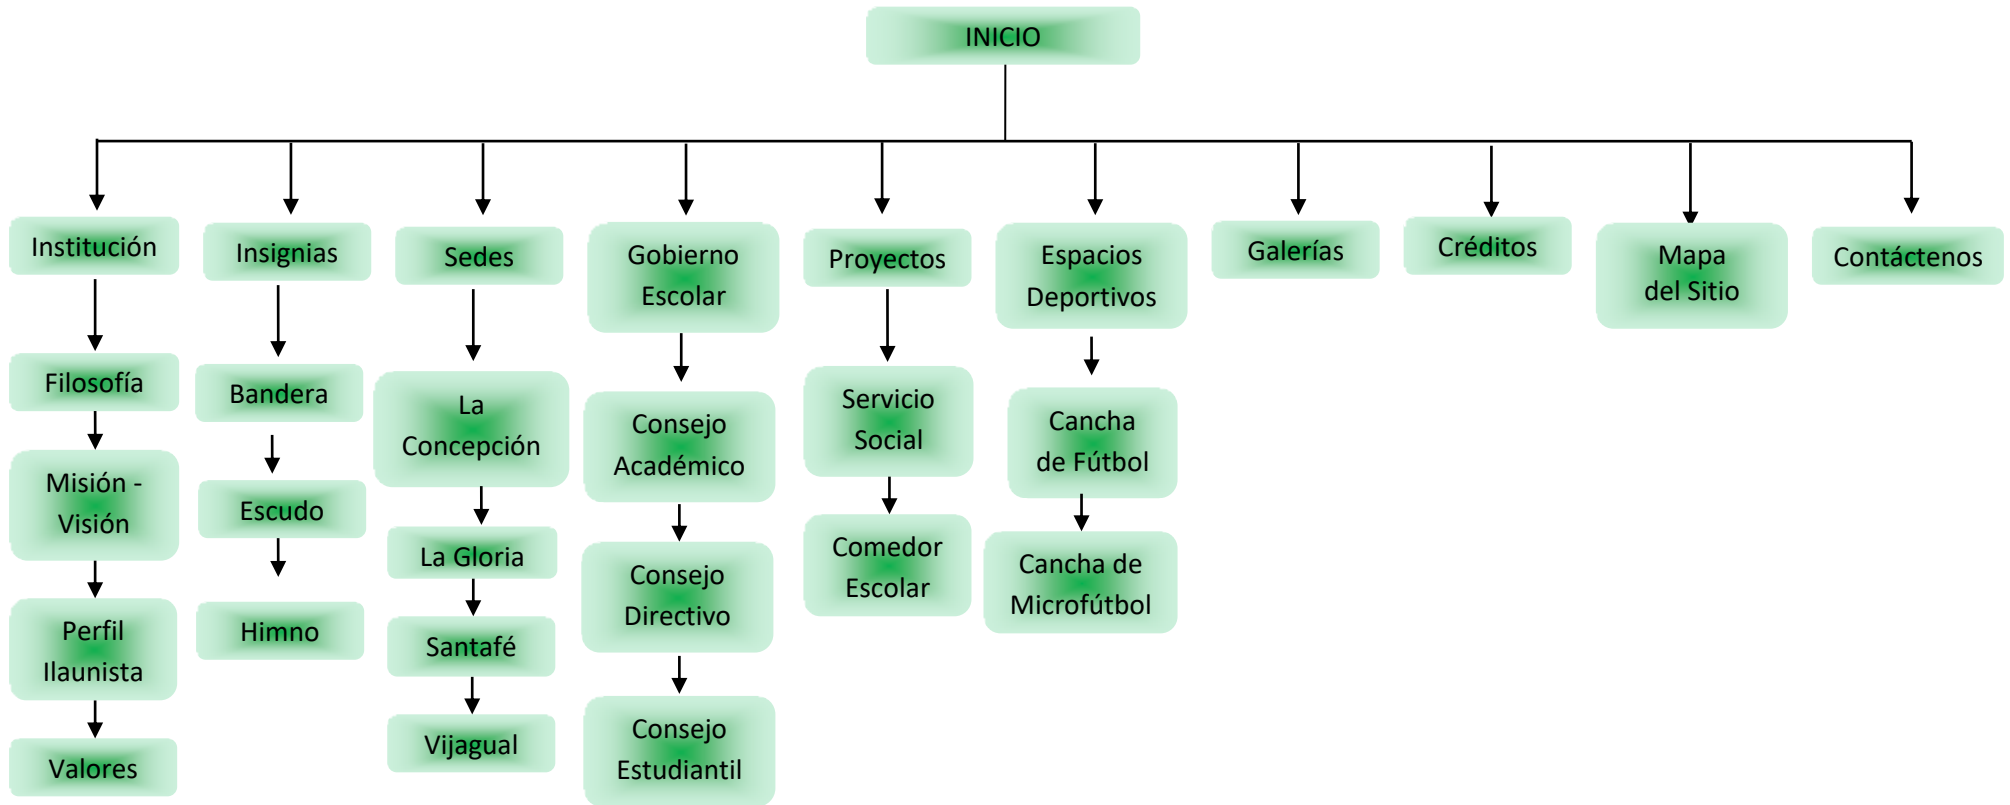 INICIO
Institución
Insignias
Sedes
Gobierno
Escolar
Proyectos
Espacios
Deportivos
Galerías
Créditos
Mapa
del Sitio
Contáctenos
Filosofía
Misión -
Visión
Perfil
Ilaunista
Valores
Bandera
Escudo
Himno
La
Concepción
La Gloria
Santafé
Vijagual
Consejo
Académico
Consejo
Directivo
Consejo
Estudiantil
Servicio
Social
Comedor
Escolar
Cancha
de Fútbol
Cancha de
Microfútbol